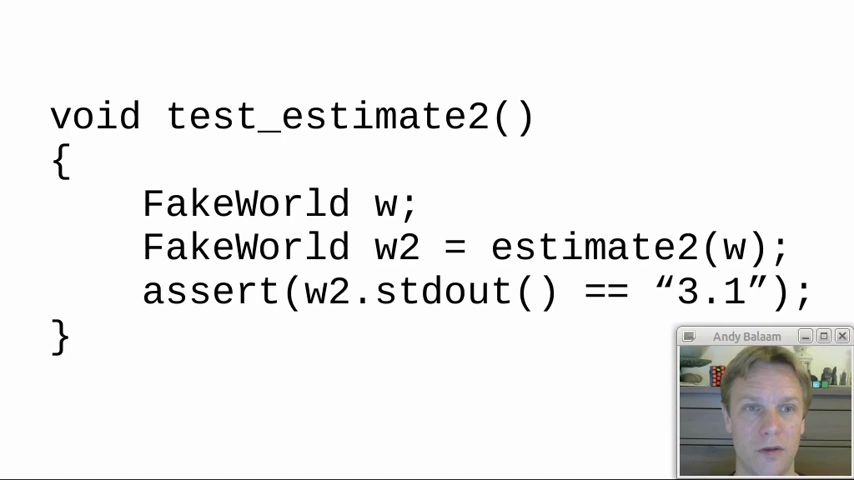 void test_estimate2()
{
FakeWorld w;
FakeWorld w2 = estimate2(w);
assert(w2.stdout() == “3.1”);
}
Andy Balaam